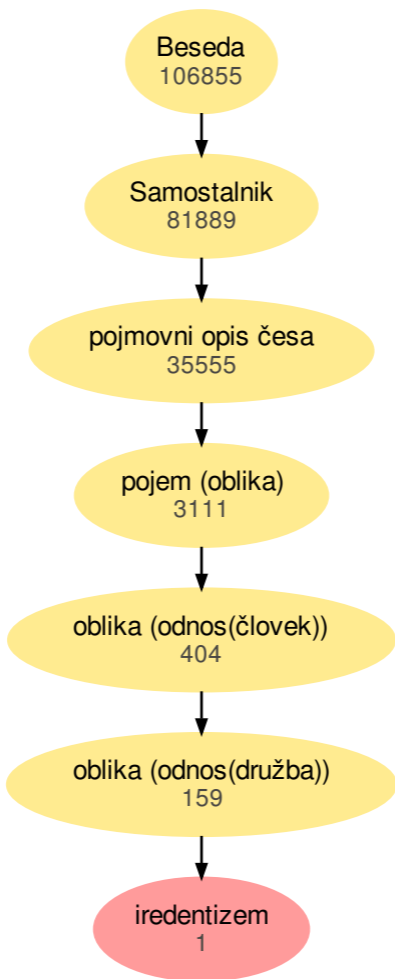 Beseda
106855
Samostalnik
81889
pojmovni opis česa
35555
pojem (oblika)
3111
oblika (odnos(človek))
404
oblika (odnos(družba))
159
iredentizem
1